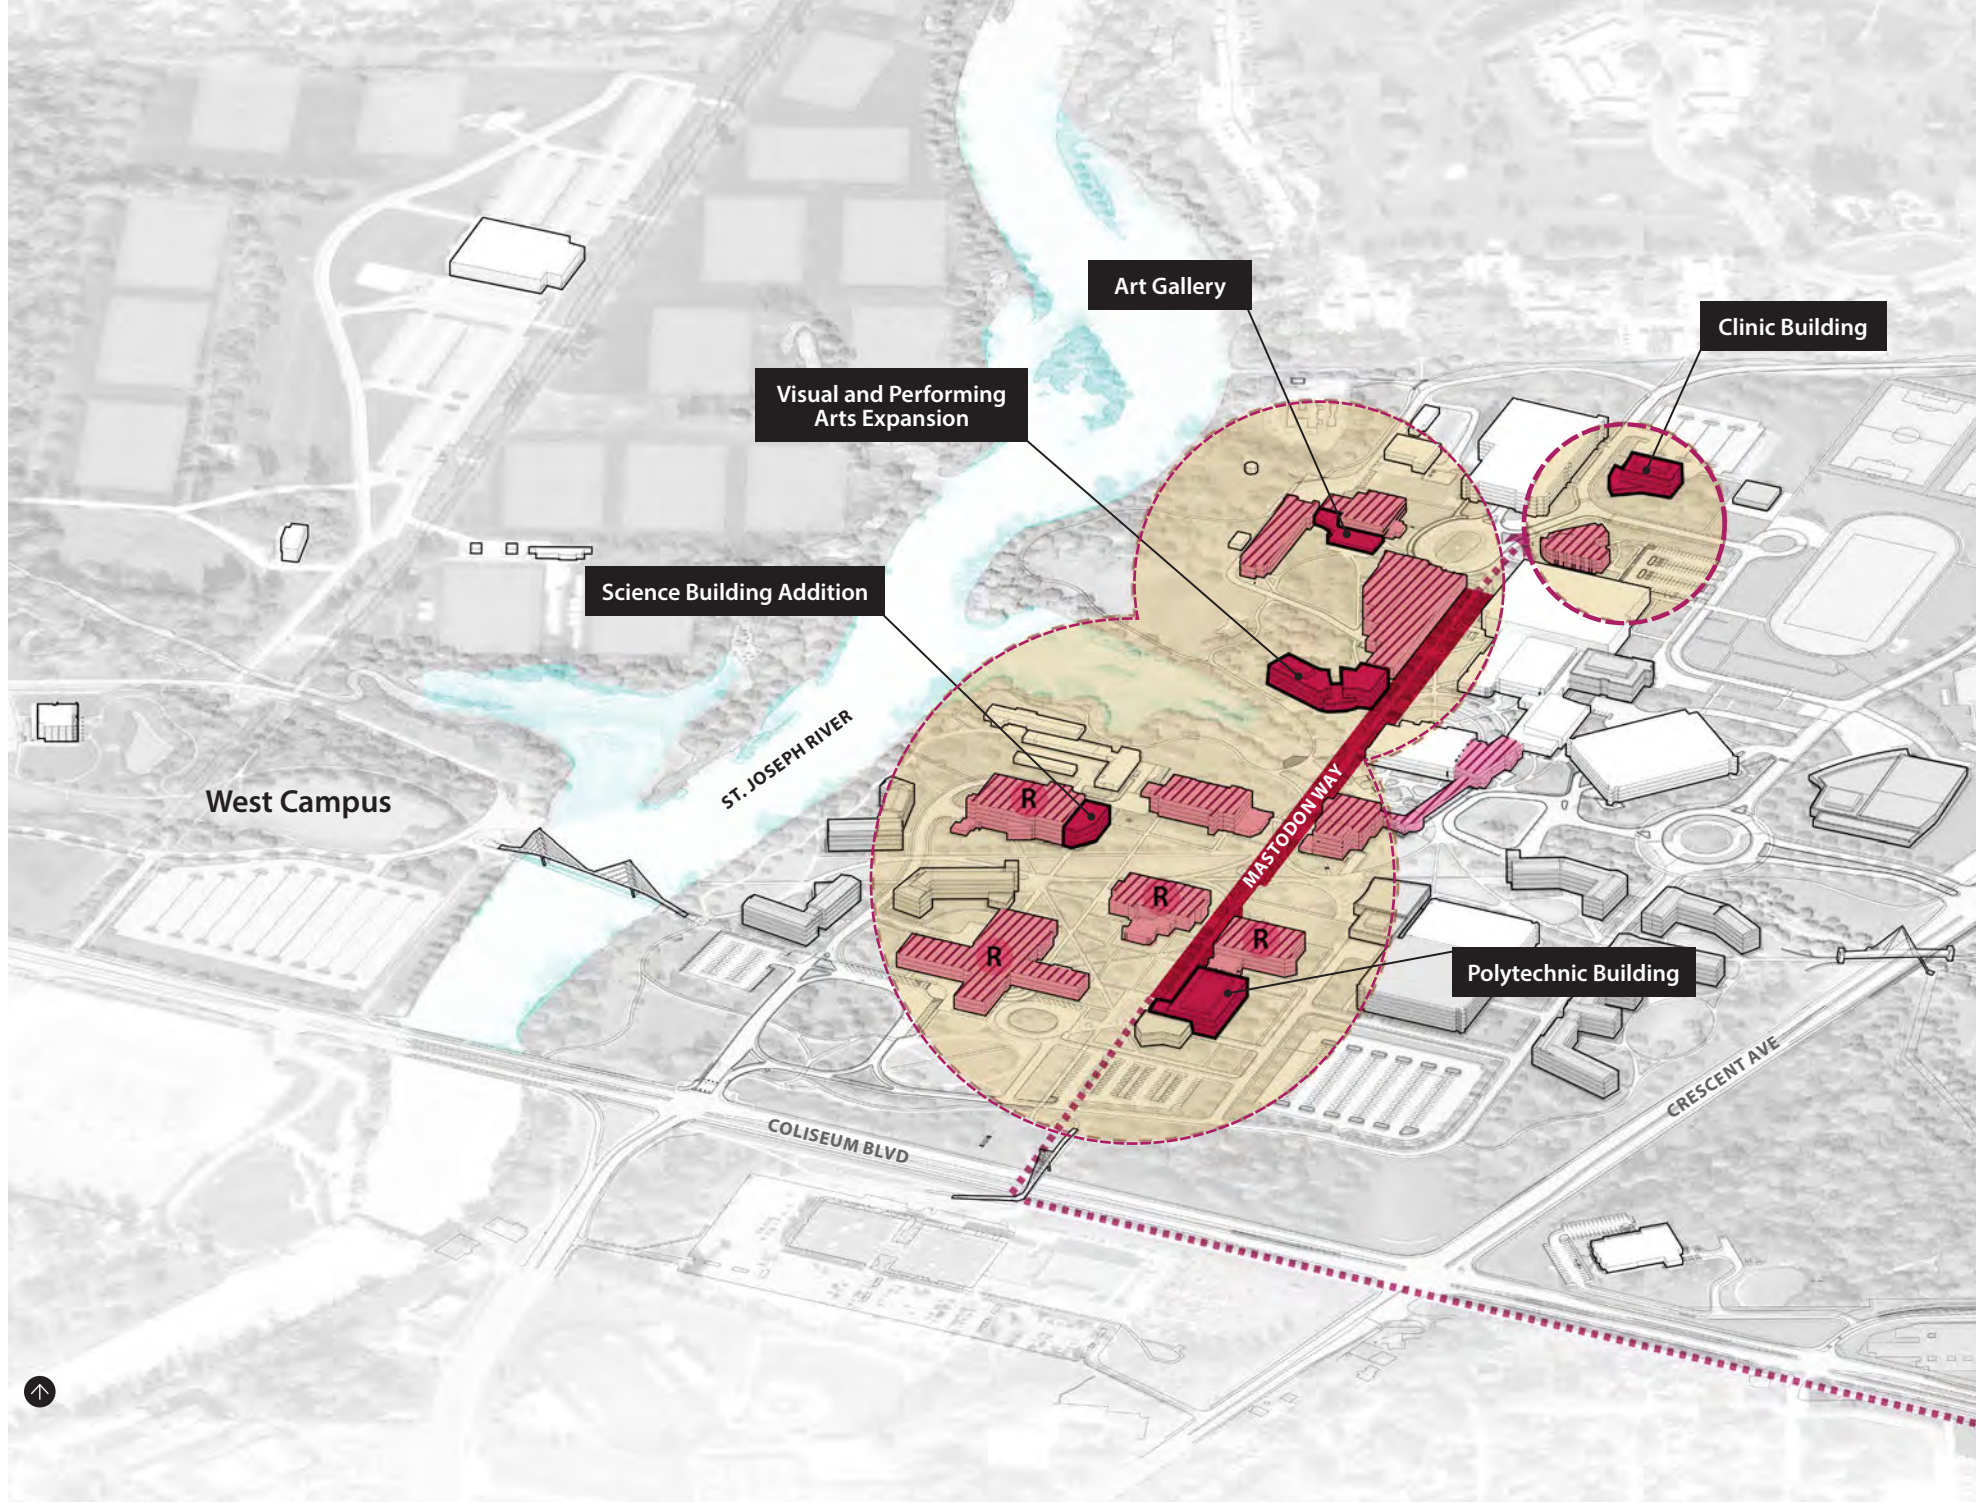 Art Gallery
Clinic Building
Visual and Performing
Arts Expansion
Science Building Addition
ST. JOSEPH RIVER
West Campus
MASTODON WAY
R
R
R
R
Polytechnic Building
CRESCENT AVE
COLISEUM BLVD